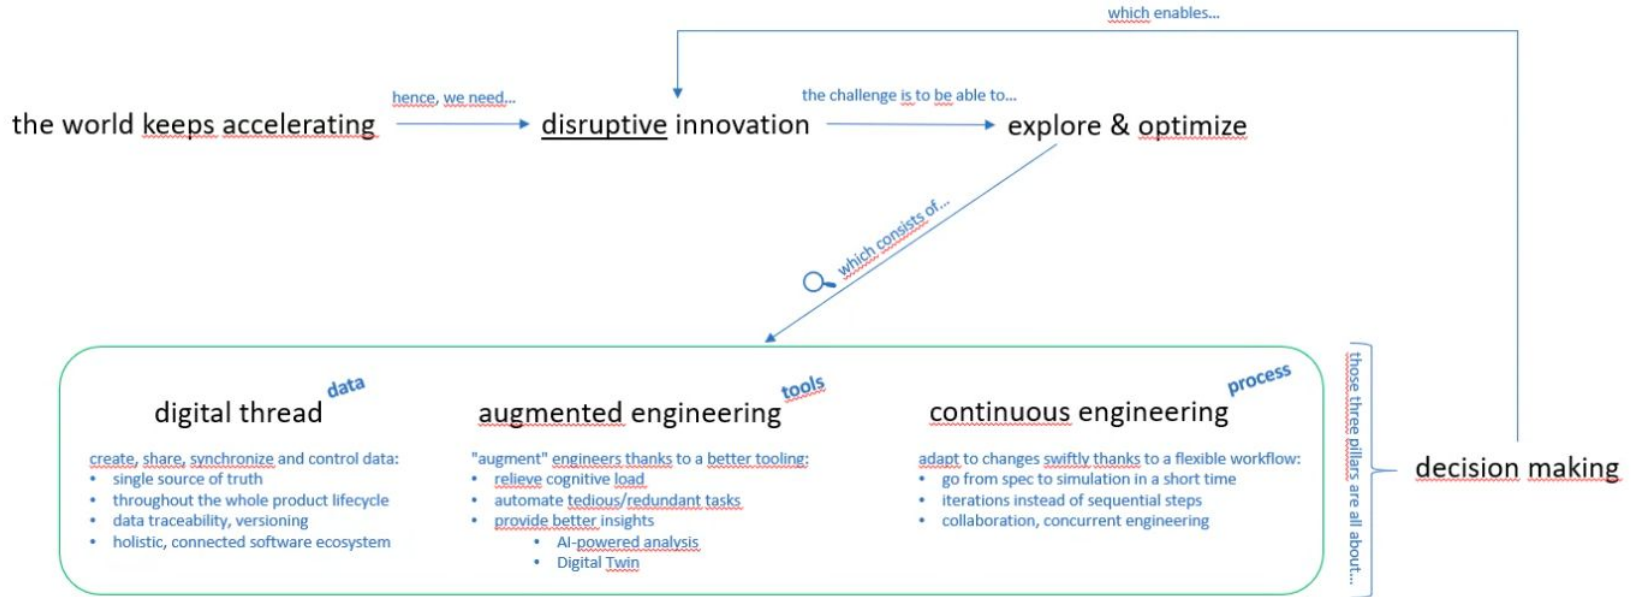 which enables...
hence, we need...
the challenge is to be able to...
the world keeps accelerating
disruptive innovation
explore & optimize
which consists of...
data
digital thread
create, share, synchronize and control data:
• single source of truth
• throughout the whole product lifecycle
• data traceability, versioning
• holistic, connected software ecosystem
tools
augmented engineering
"augment" engineers thanks to a better tooling:
• relieve cognitive load
• automate tedious/redundant tasks
• provide better insights
• AI-powered analysis
• Digital Twin
process
continuous engineering
adapt to changes swiftly thanks to a flexible workflow:
• go from spec to simulation in a short time
• iterations instead of sequential steps
• collaboration, concurrent engineering
those three pillars are all about...
decision making